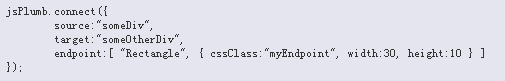 jsPlumb.connect({
source:"someDiv",
target:"someOtherDiv",
endpoint:[ "Rectangle", { cssClass:"myEndpoint", width:30, height:10 } ]
});